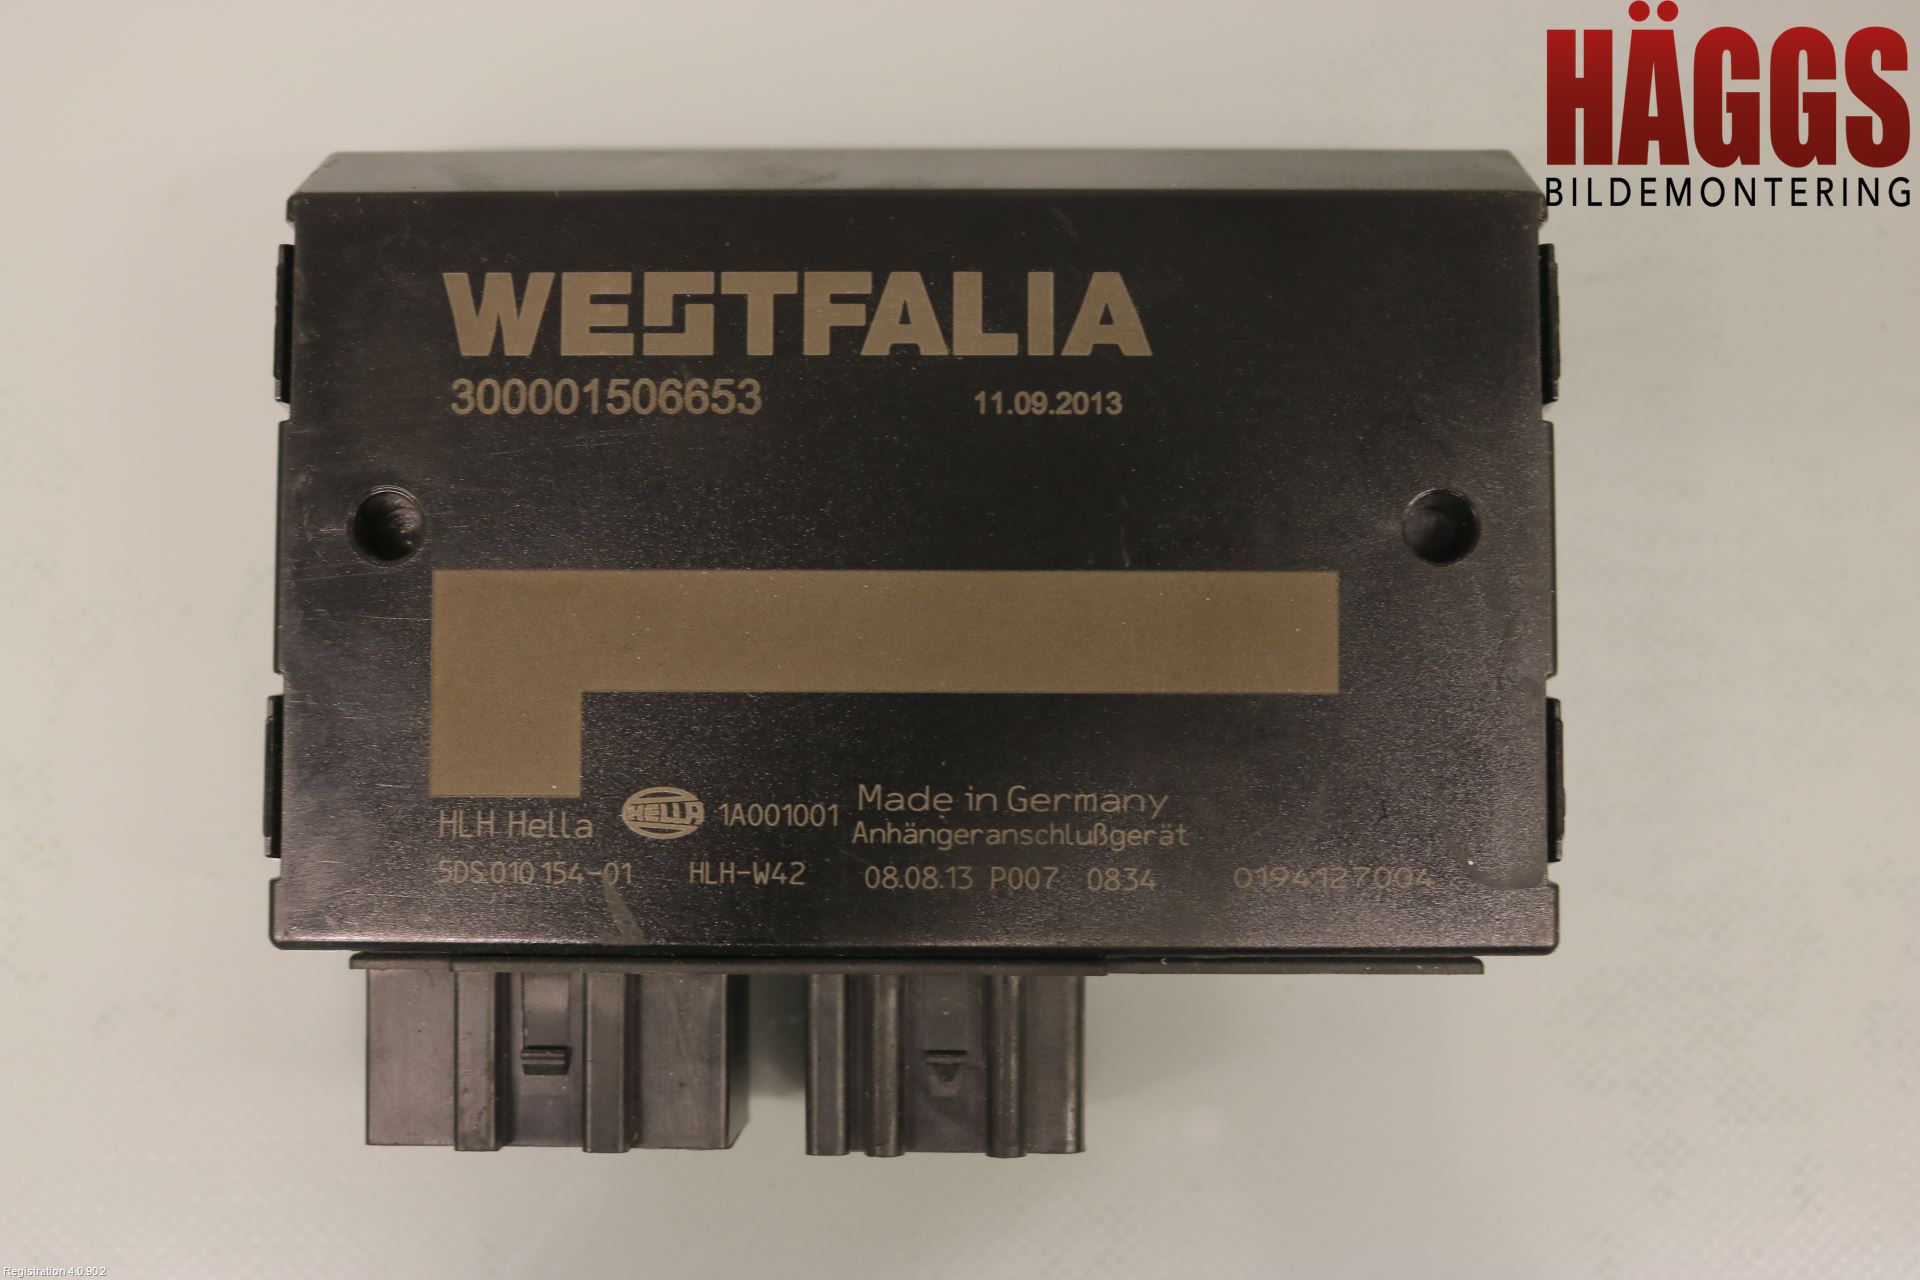 HÄGGS
BILDEMONTERING
WESTFALIA
300001506653 11.09.2013
HLH Hella HELLA 1A001001 Made in Germany
Anhängeranschlußgerät
5DS.010.154-01 HLH-W42 08.08.13 P007 0834 0194127004
Registration 4.0.902